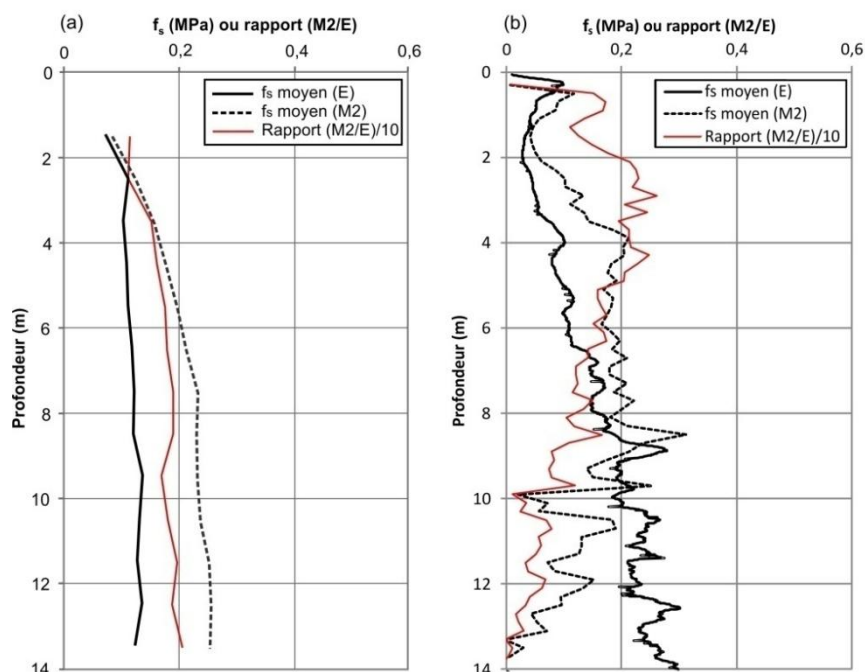 (a) fs (MPa) ou rapport (M2/E)
0 0,2 0,4 0,6
Profondeur (m)
0
2
4
6
8
10
12
14
fs moyen (E)
fs moyen (M2)
Rapport (M2/E)/10
(b) fs (MPa) ou rapport (M2/E)
0 0,2 0,4 0,6
Profondeur (m)
0
2
4
6
8
10
12
14
fs moyen (E)
fs moyen (M2)
Rapport (M2/E)/10